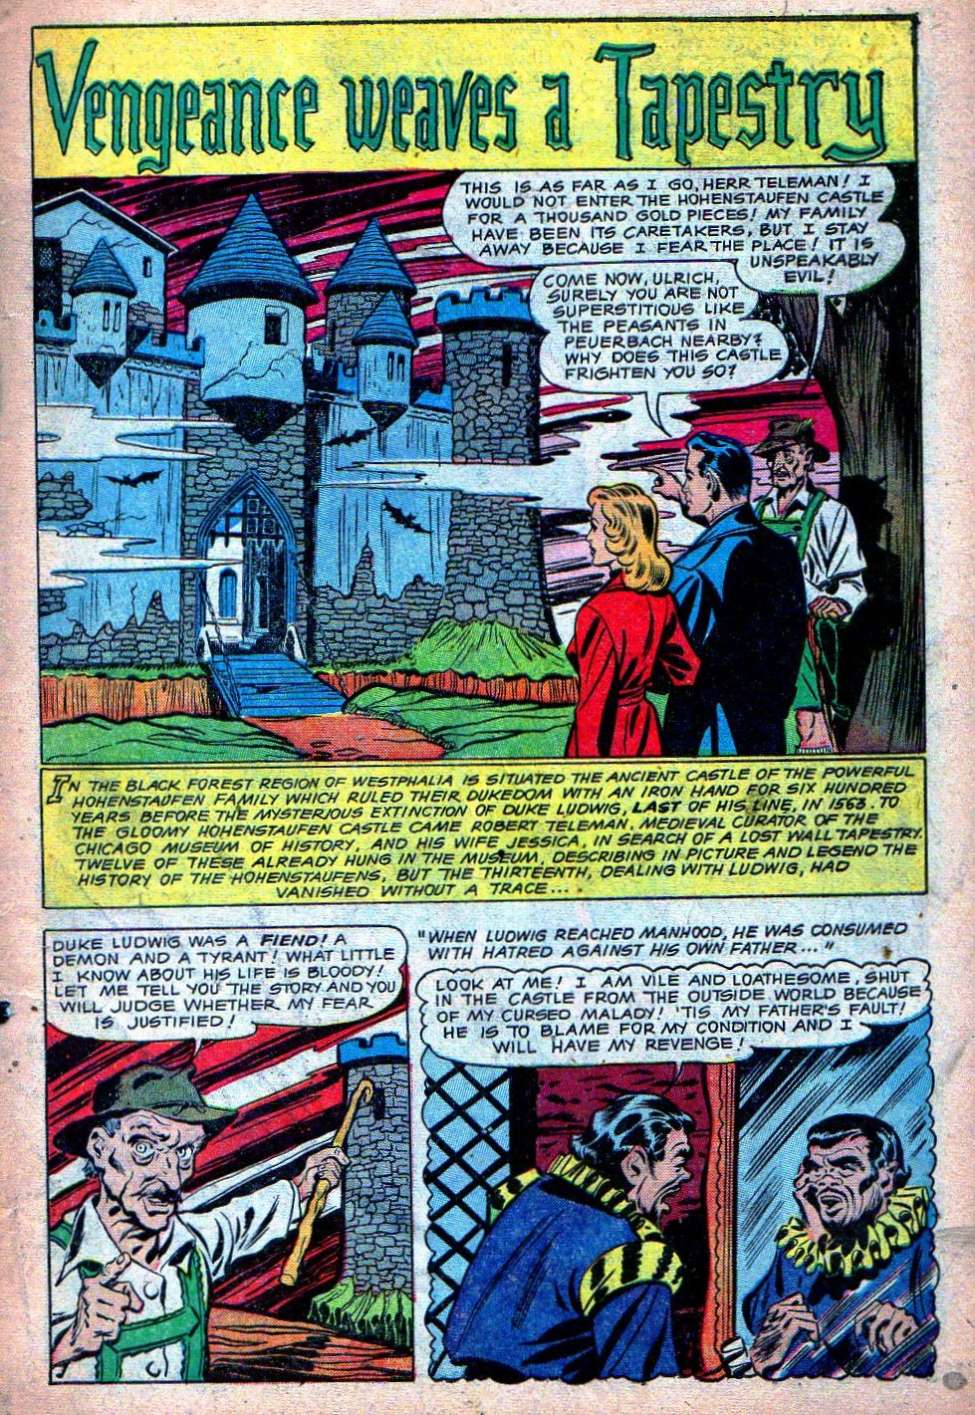 Vengeance weaves a Tapestry
THIS IS AS FAR AS I GO, HERR TELEMAN! I
WOULD NOT ENTER THE HOHENSTAUFEN CASTLE
FOR A THOUSAND GOLD PIECES! MY FAMILY
HAVE BEEN ITS CARETAKERS, BUT I STAY
AWAY BECAUSE I FEAR THE PLACE! IT IS
UNSPEAKABLY
EVIL!
COME NOW, ULRICH,
SURELY YOU ARE NOT
SUPERSTITIOUS LIKE
THE PEASANTS IN
PEUERBACH NEARBY?
WHY DOES THIS CASTLE
FRIGHTEN YOU SO?
IN THE BLACK FOREST REGION OF WESTPHALIA IS SITUATED THE ANCIENT CASTLE OF THE POWERFUL
HOHENSTAUFEN FAMILY WHICH RULED THEIR DUKEDOM WITH AN IRON HAND FOR SIX HUNDRED
YEARS BEFORE THE MYSTERIOUS EXTINCTION OF DUKE LUDWIG, LAST OF HIS LINE, IN 1563. TO
THE GLOOMY HOHENSTAUFEN CASTLE CAME ROBERT TELEMAN, MEDIEVAL CURATOR OF THE
CHICAGO MUSEUM OF HISTORY, AND HIS WIFE JESSICA, IN SEARCH OF A LOST WALL TAPESTRY.
TWELVE OF THESE ALREADY HUNG IN THE MUSEUM, DESCRIBING IN PICTURE AND LEGEND THE
HISTORY OF THE HOHENSTAUFENS, BUT THE THIRTEENTH, DEALING WITH LUDWIG, HAD
VANISHED WITHOUT A TRACE...
DUKE LUDWIG WAS A FIEND! A
DEMON AND A TYRANT! WHAT LITTLE
I KNOW ABOUT HIS LIFE IS BLOODY!
LET ME TELL YOU THE STORY AND YOU
WILL JUDGE WHETHER MY FEAR
IS JUSTIFIED!
"WHEN LUDWIG REACHED MANHOOD, HE WAS CONSUMED
WITH HATRED AGAINST HIS OWN FATHER..."
LOOK AT ME! I AM VILE AND LOATHESOME, SHUT
IN THE CASTLE FROM THE OUTSIDE WORLD BECAUSE
OF MY CURSED MALADY! 'TIS MY FATHER'S FAULT!
HE IS TO BLAME FOR MY CONDITION AND I
WILL HAVE MY REVENGE!